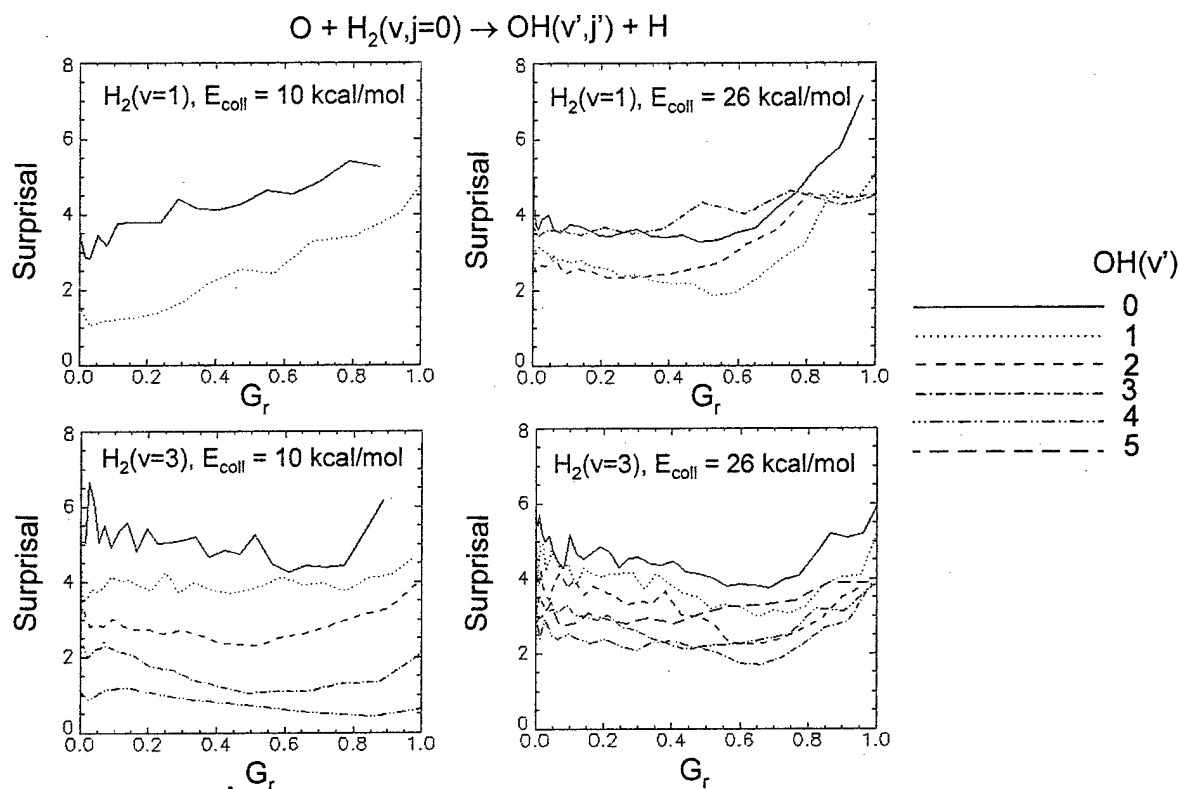 O + H₂(v,j=0) → OH(v',j') + H
H₂(v=1), E_coll = 10 kcal/mol
Surprisal
8
6
4
2
0
0.0 0.2 0.4 0.6 0.8 1.0
G_r
H₂(v=1), E_coll = 26 kcal/mol
Surprisal
8
6
4
2
0
0.0 0.2 0.4 0.6 0.8 1.0
G_r
OH(v')
0
1
2
3
4
5
H₂(v=3), E_coll = 10 kcal/mol
Surprisal
8
6
4
2
0
0.0 0.2 0.4 0.6 0.8 1.0
G_r
H₂(v=3), E_coll = 26 kcal/mol
Surprisal
8
6
4
2
0
0.0 0.2 0.4 0.6 0.8 1.0
G_r